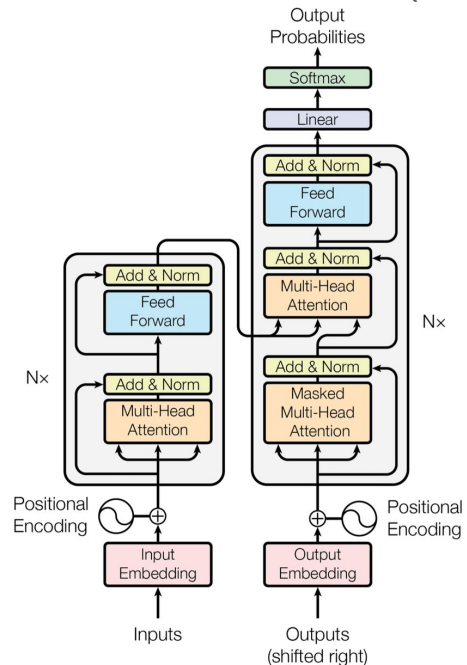 Output
Probabilities
Softmax
Linear
Add & Norm
Feed
Forward
Add & Norm
Multi-Head
Attention
Add & Norm
Masked
Multi-Head
Attention
Nx
Add & Norm
Feed
Forward
Add & Norm
Multi-Head
Attention
Nx
Positional
Encoding
Positional
Encoding
Input
Embedding
Output
Embedding
Inputs
Outputs
(shifted right)